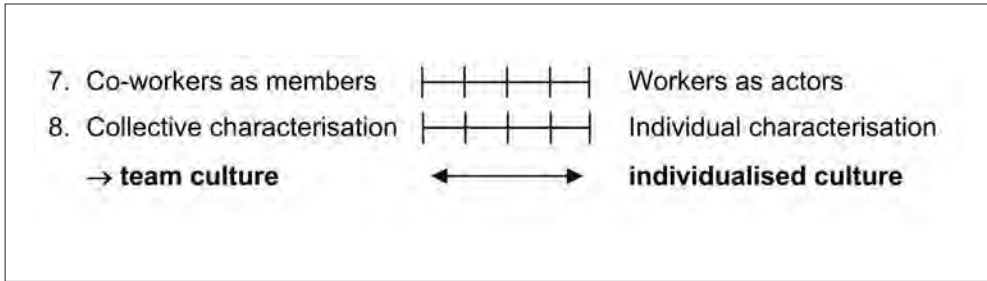 7. Co-workers as members Workers as actors
8. Collective characterisation Individual characterisation
→ team culture individualised culture